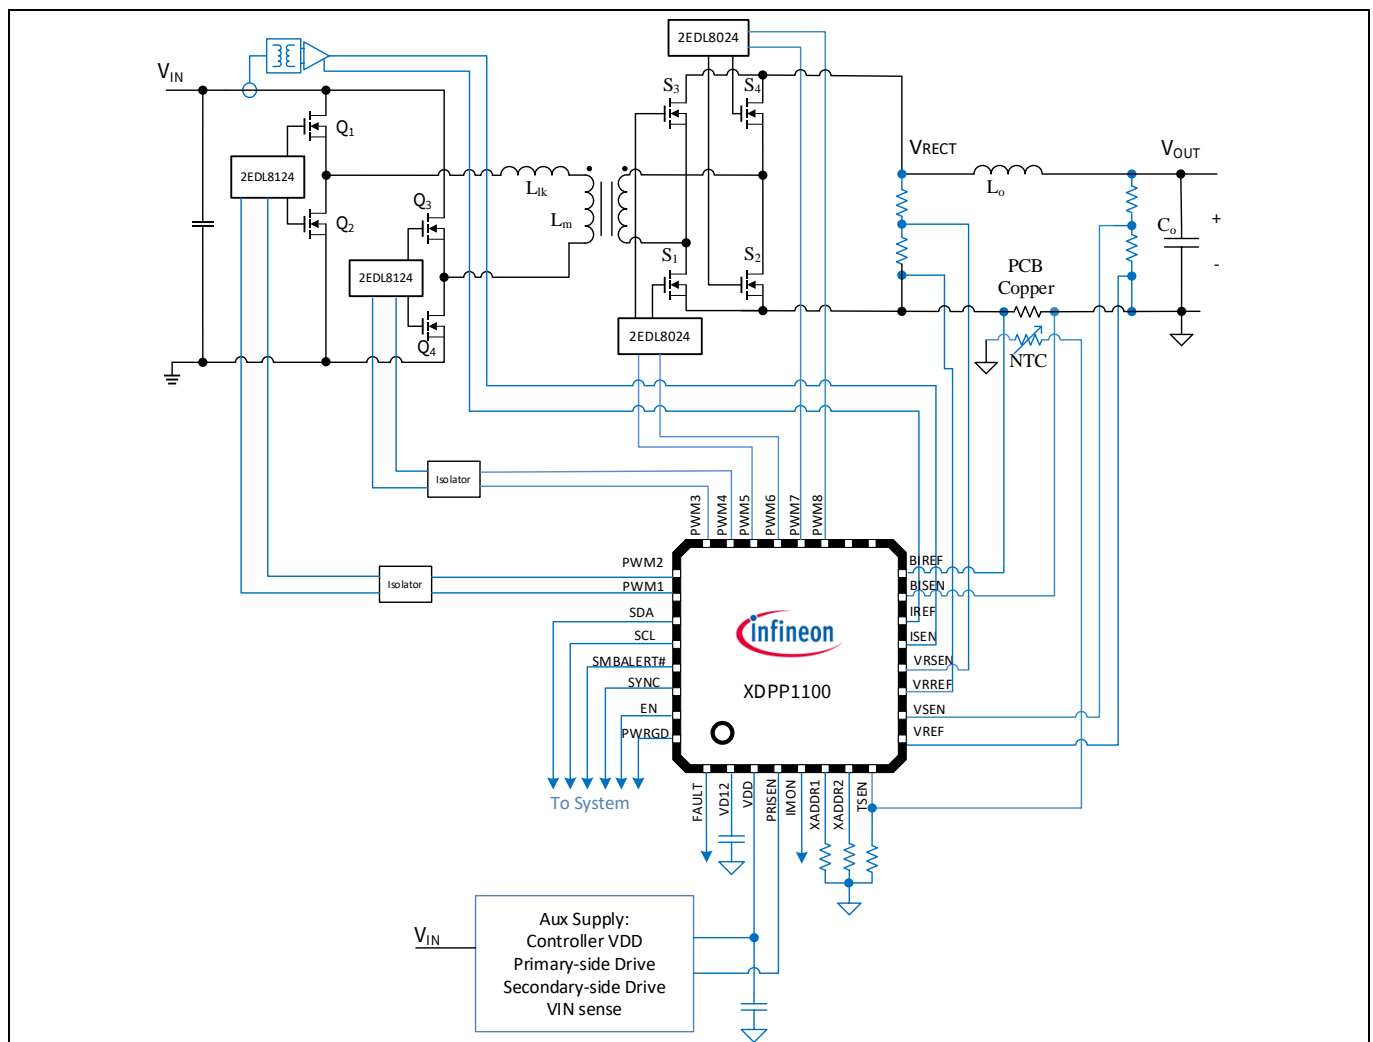 2EDL8024
VIN
S3
S4
Q1
VRECT
VOUT
2EDL8124
Llk
Lo
Q3
Q2
Lm
Co
+
-
2EDL8124
S1
S2
PCB
Copper
Q4
2EDL8024
NTC
Isolator
PWM3
PWM4
PWM5
PWM6
PWM7
PWM8
Isolator
PWM2
PWM1
SDA
SCL
SMBALERT#
SYNC
EN
PWRGD
BIREF
BISEN
IREF
ISEN
VRSEN
VRREF
VSEN
VREF
infineon
XDPP1100
To System
FAULT
VD12
VDD
PRISEN
IMON
XADDR1
XADDR2
TSEN
VIN
Aux Supply:
Controller VDD
Primary-side Drive
Secondary-side Drive
VIN sense